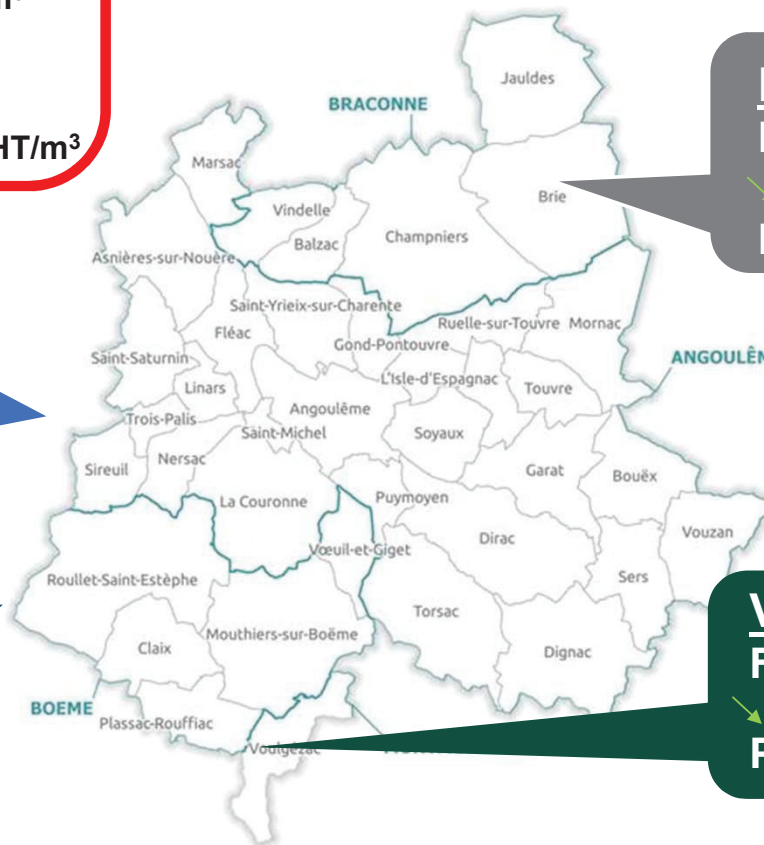 HT/m³
Jauldes
BRACONNE
Marsac
Brie
Vindelle
Champniers
Balzac
Asnières-sur-Nouère
Saint-Yrieix-sur-Charente
Ruelle-sur-Touvre
Mornac
Fléac
Gond-Pontouvre
Saint-Saturnin
ANGOULÊM
L'Isle-d'Espagnac
Linars
Touvre
Angoulême
Trois-Palis
Saint-Michel
Soyaux
Nersac
Sireuil
Garat
Bouëx
La Couronne
Puymoyen
Vouzan
Dirac
Vœuil-et-Giget
Sers
Roullet-Saint-Estèphe
Torsac
Mouthiers-sur-Boëme
Claix
Dignac
BOEME
Plassac-Rouffiac
Voulgézac